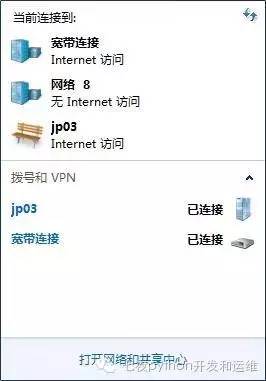 当前连接到:
宽带连接
Internet 访问
网络 8
无 Internet 访问
jp03
Internet 访问
拨号和 VPN
jp03 已连接
宽带连接 已连接
打开网络和共享中心
python开发和运维